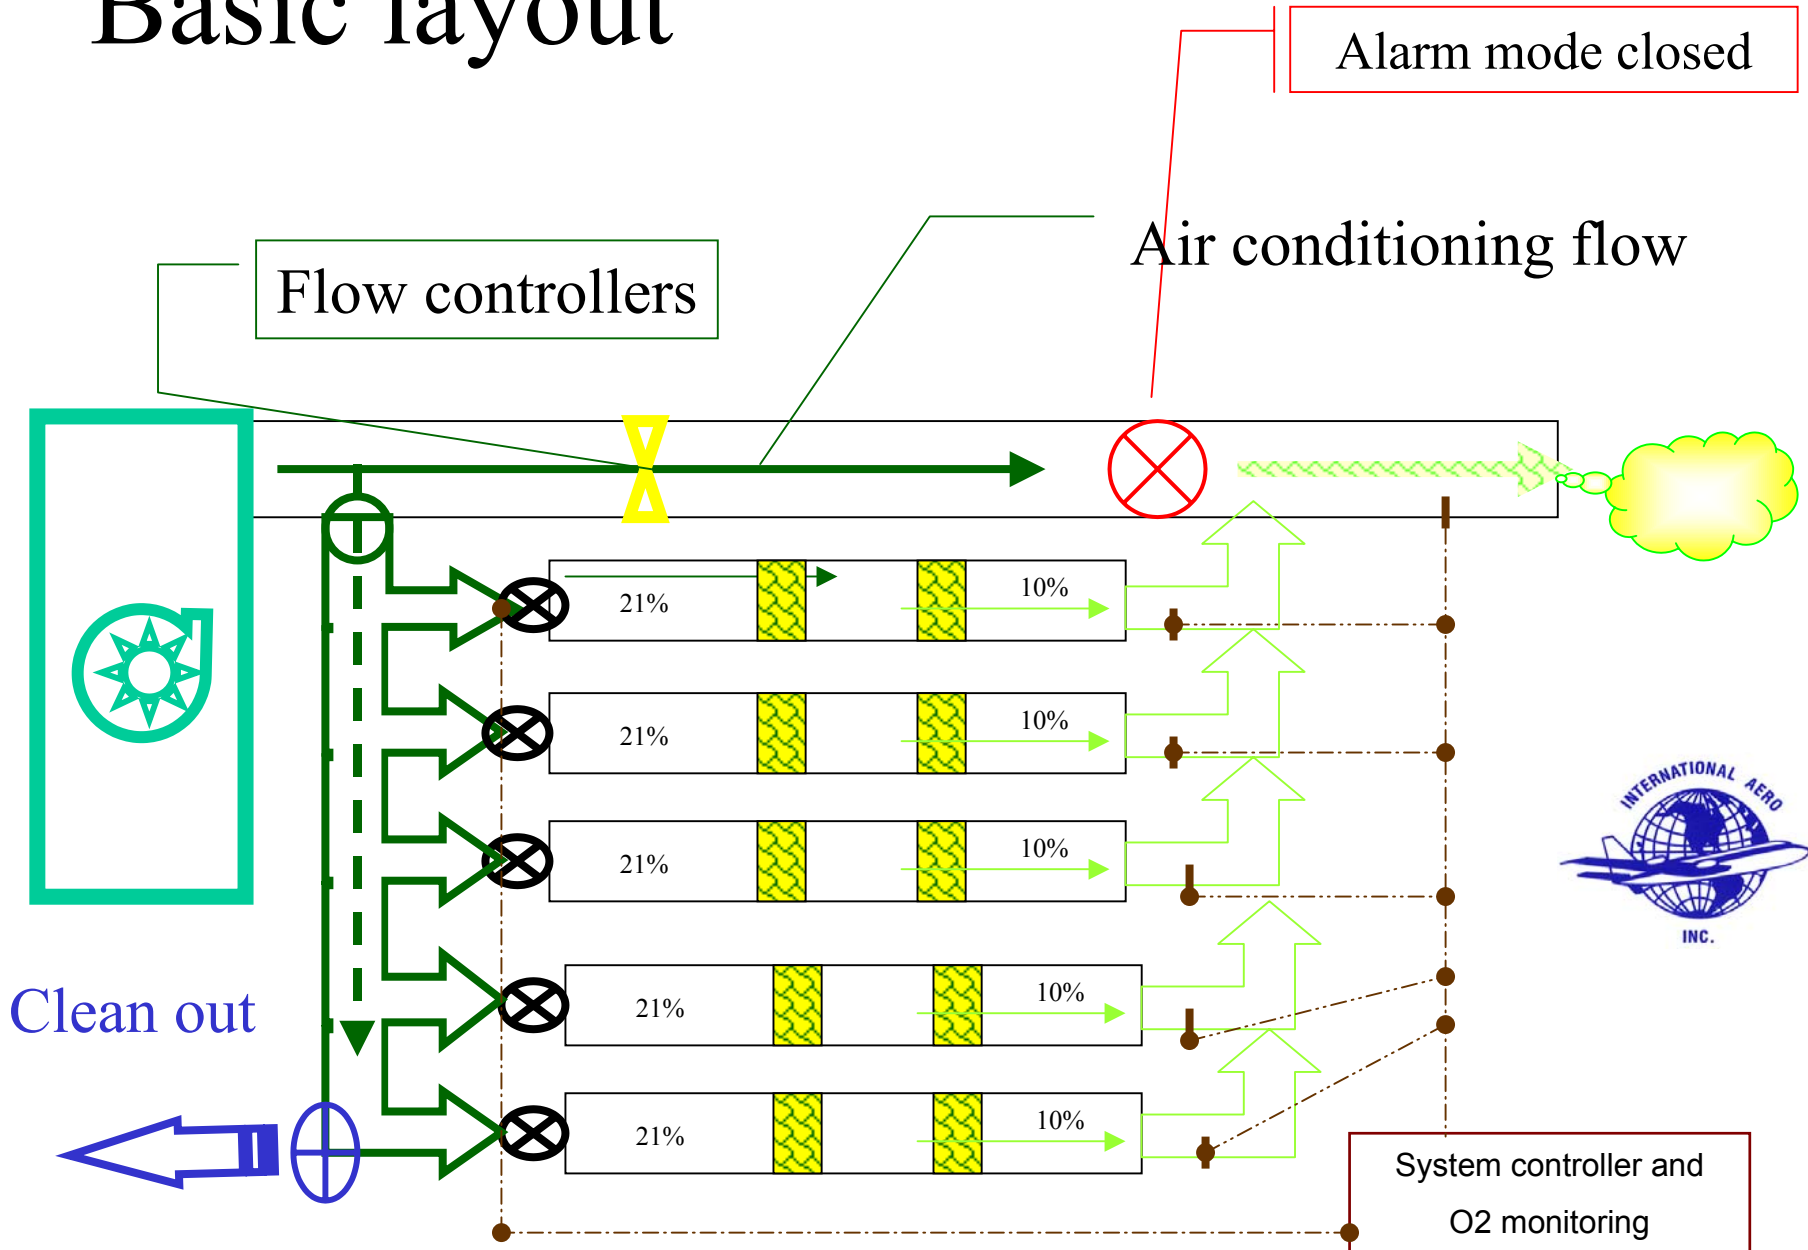 Basic layout
Alarm mode closed
Air conditioning flow
Flow controllers
21%
10%
21%
10%
21%
10%
21%
10%
21%
10%
INTERNATIONAL AERO
INC.
Clean out
System controller and
O2 monitoring